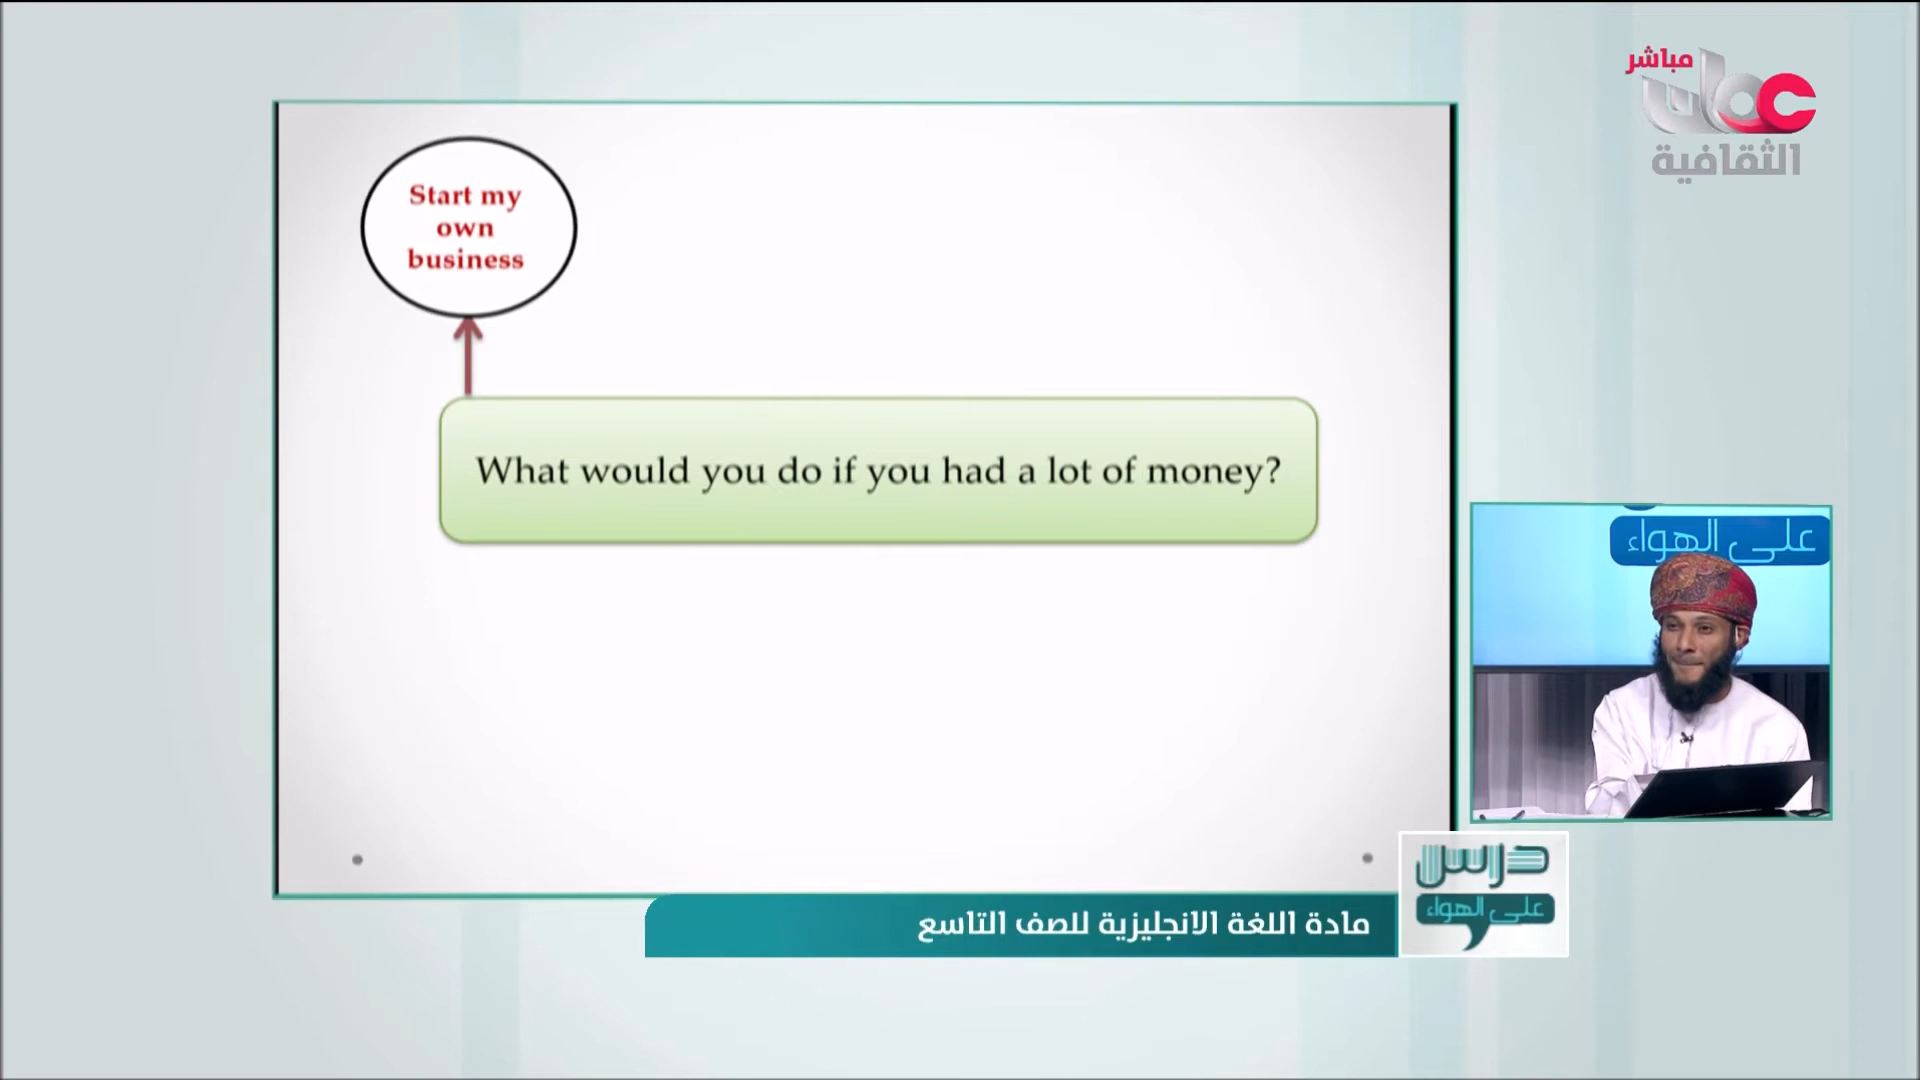 مباشر
عمان
الثقافية
Start my
own
business
What would you do if you had a lot of money?
على الهواء
درس
على الهواء
مادة اللغة الانجليزية للصف التاسع